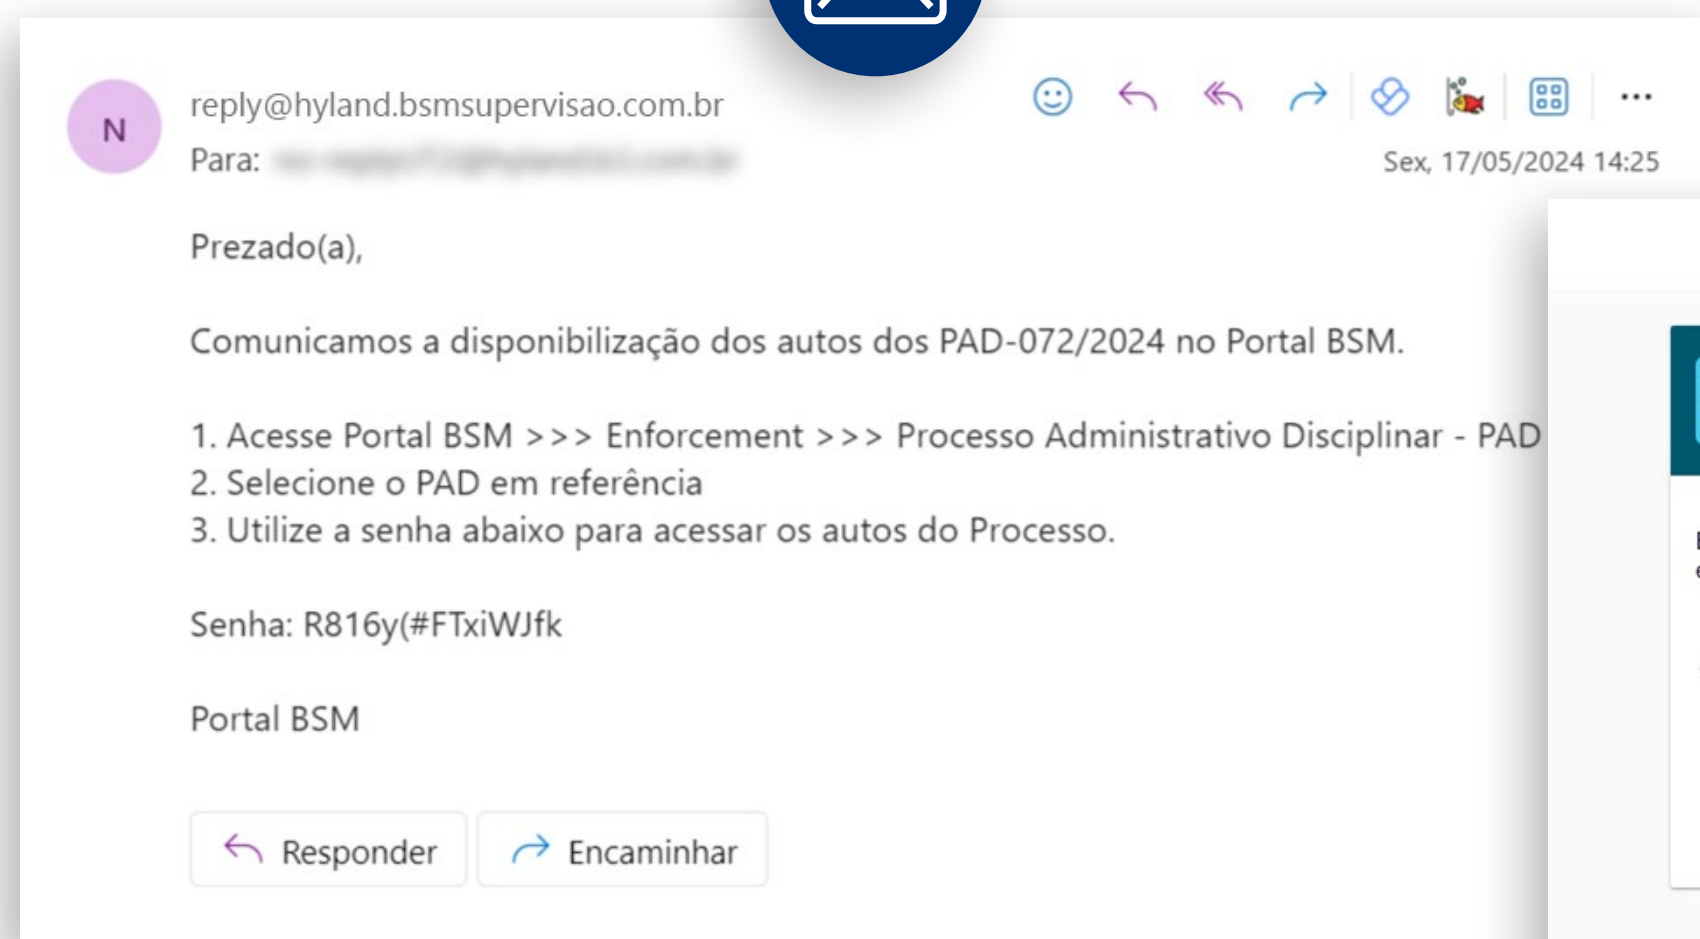 N
reply@hyland.bsmsupervisao.com.br
Para:
Sex, 17/05/2024 14:25
Prezado(a),
Comunicamos a disponibilização dos autos dos PAD-072/2024 no Portal BSM.
1. Acesse Portal BSM >>> Enforcement >>> Processo Administrativo Disciplinar - PAD
2. Selecione o PAD em referência
3. Utilize a senha abaixo para acessar os autos do Processo.
Senha: R816y(#FTxiWJfk
Portal BSM
Responder
Encaminhar